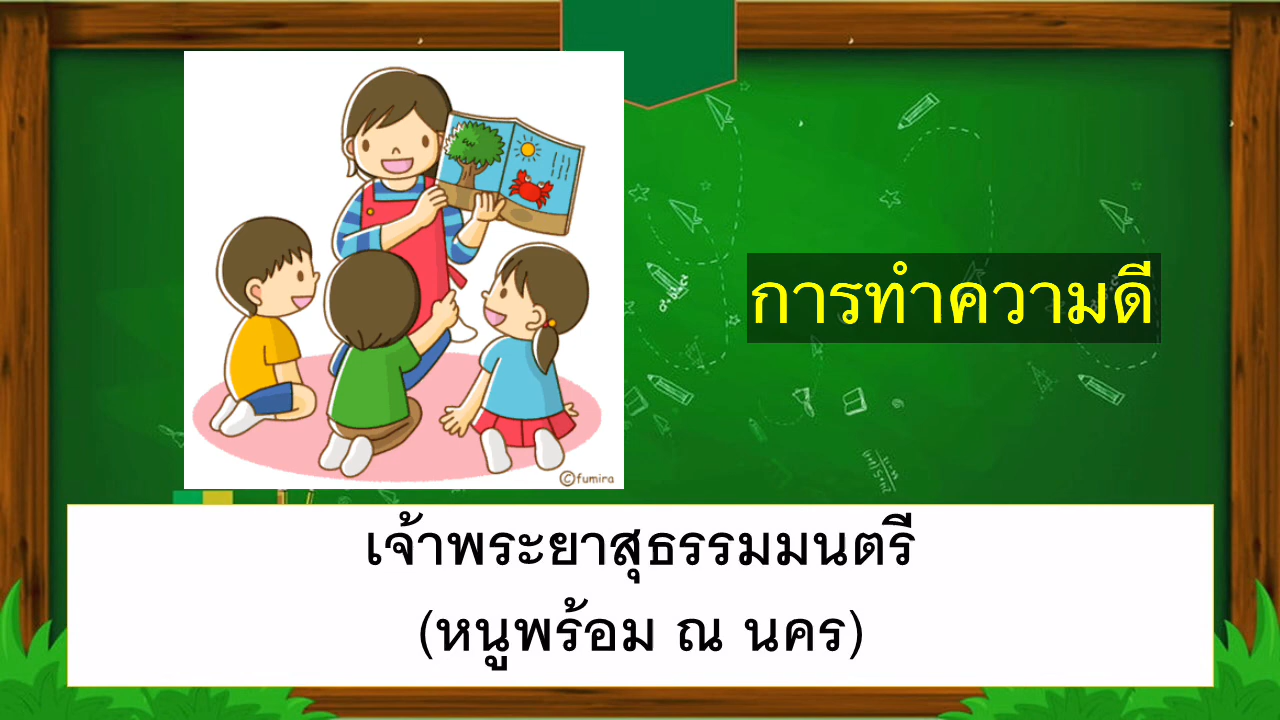 ©fumira
การทำความดี
เจ้าพระยาสุธรรมมนตรี
(หนูพร้อม ณ นคร)